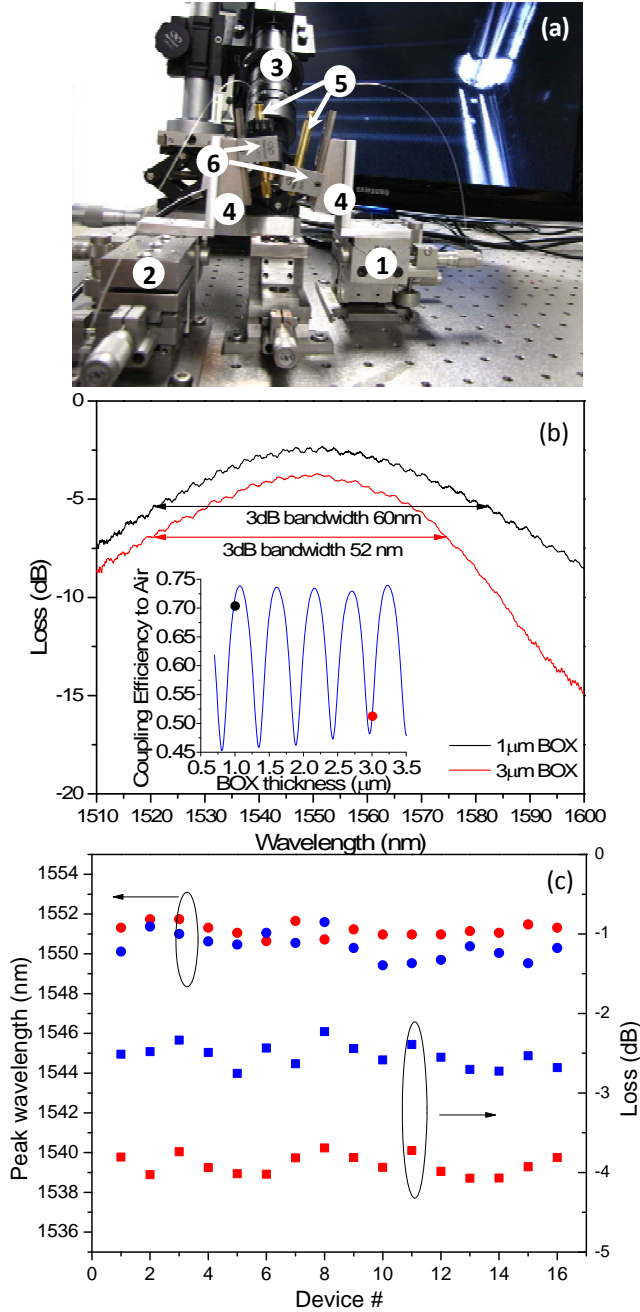 (a)
3
5
6
4
4
SAMSUNG
1
2
(b)
0
-5
-10
-15
-20
Loss (dB)
3dB bandwidth 60nm
3dB bandwidth 52 nm
0.75
0.70
0.65
0.60
0.55
0.50
0.45
Coupling Efficiency to Air
0.5 1.0 1.5 2.0 2.5 3.0 3.5
BOX thickness (μm)
1μm BOX
3μm BOX
1510 1520 1530 1540 1550 1560 1570 1580 1590 1600
Wavelength (nm)
(c)
1554
1552
1550
1548
1546
1544
1542
1540
1538
1536
Peak wavelength (nm)
0
-1
-2
-3
-4
-5
Loss (dB)
0 2 4 6 8 10 12 14 16
Device #